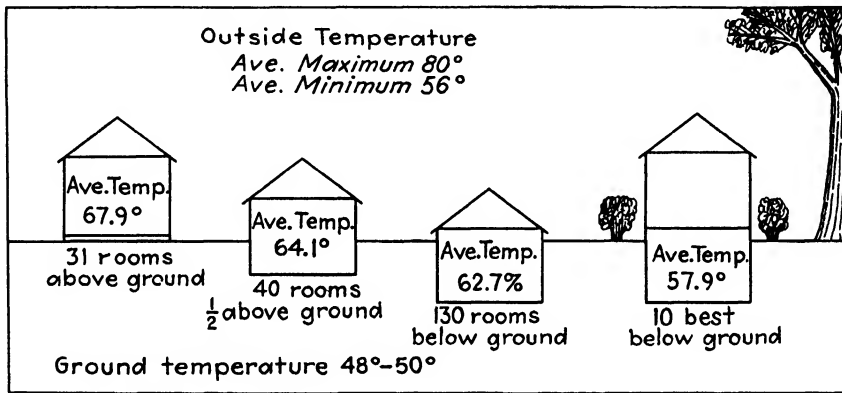 Outside Temperature
Ave. Maximum 80°
Ave. Minimum 56°
Ave.Temp.
67.9°
31 rooms
above ground
Ave.Temp.
64.1°
40 rooms
1/2 above ground
Ave.Temp.
62.7%
130 rooms
below ground
Ave.Temp.
57.9°
10 best
below ground
Ground temperature 48°-50°